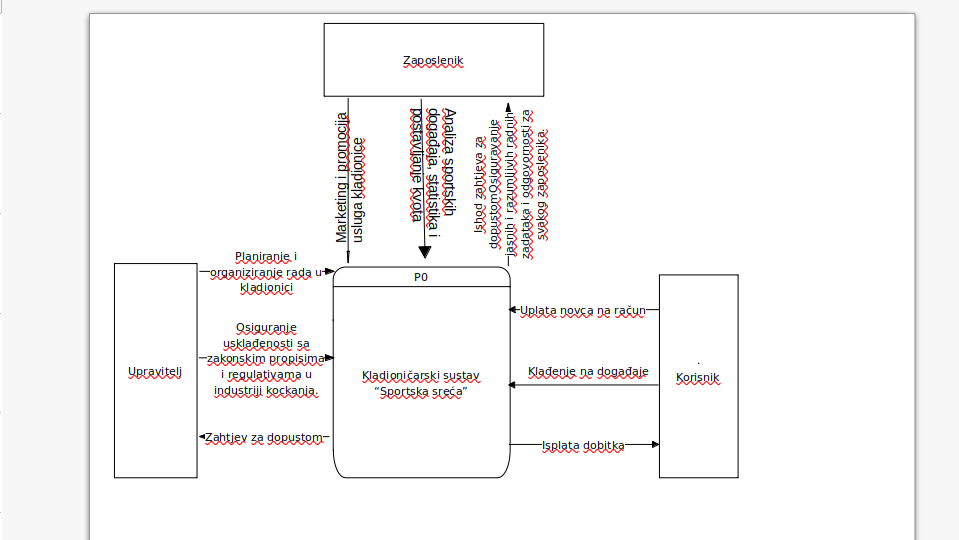 Zaposlenik
Marketing i promocija
usluga kladionice
Analiza sportskih
događaja, statistika i
postavljanje kvota
Ishod zahtjeva za
dopustomOsiguravanje
jasnih i razumljivih radnih
zadataka i odgovornosti za
svakog zaposlenika.
Planiranje i
organiziranje rada u
kladionici
P0
Uplata novca na račun
Osiguranje
usklađenosti sa
zakonskim propisima
i regulativama u
industriji kockanja.
Upravitelj
Kladioničarski sustav
“Sportska sreća”
Klađenje na događaje
.
Korisnik
Zahtjev za dopustom
Isplata dobitka